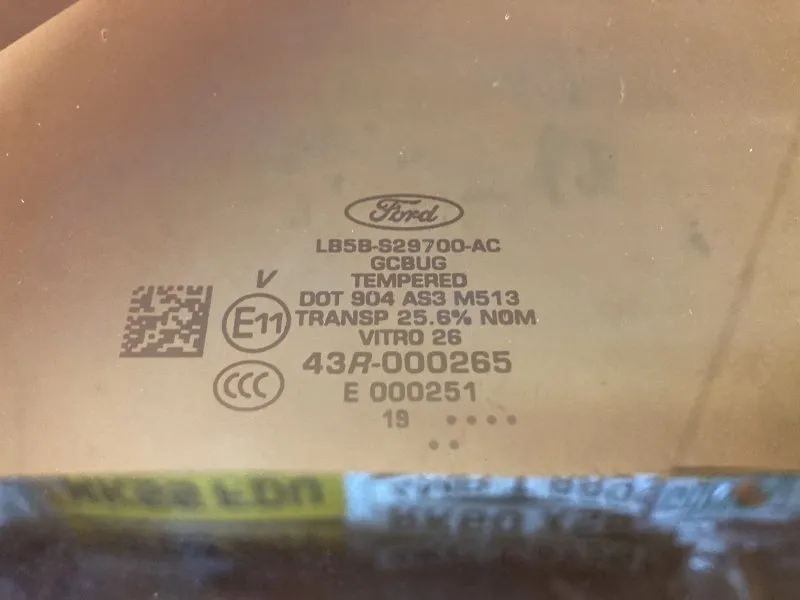 Ford
LB5B-S29700-AC
GCBUG
TEMPERED
DOT 904 AS3 M513
TRANSP 25.6% NOM
VITRO 26
43R-000265
E 000251
19 ••••
••
V
E11
CCC